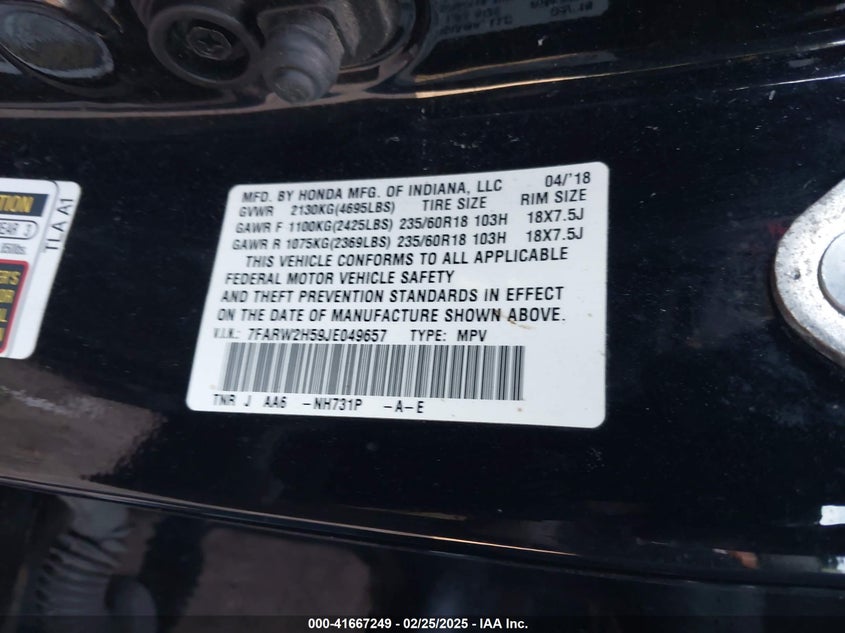 MFD. BY HONDA MFG. OF INDIANA, LLC 04/'18
GVWR 2130KG(4695LBS) TIRE SIZE RIM SIZE
GAWR F 1100KG(2425LBS) 235/60R18 103H 18X7.5J
GAWR R 1075KG(2369LBS) 235/60R18 103H 18X7.5J
THIS VEHICLE CONFORMS TO ALL APPLICABLE
FEDERAL MOTOR VEHICLE SAFETY
AND THEFT PREVENTION STANDARDS IN EFFECT
ON THE DATE OF MANUFACTURE SHOWN ABOVE.
V.I.N.: 7FARW2H59JE049657 TYPE: MPV
TNR J AA6 -NH731P -A-E
TLA A1
000-41667249 - 02/25/2025 - IAA Inc.